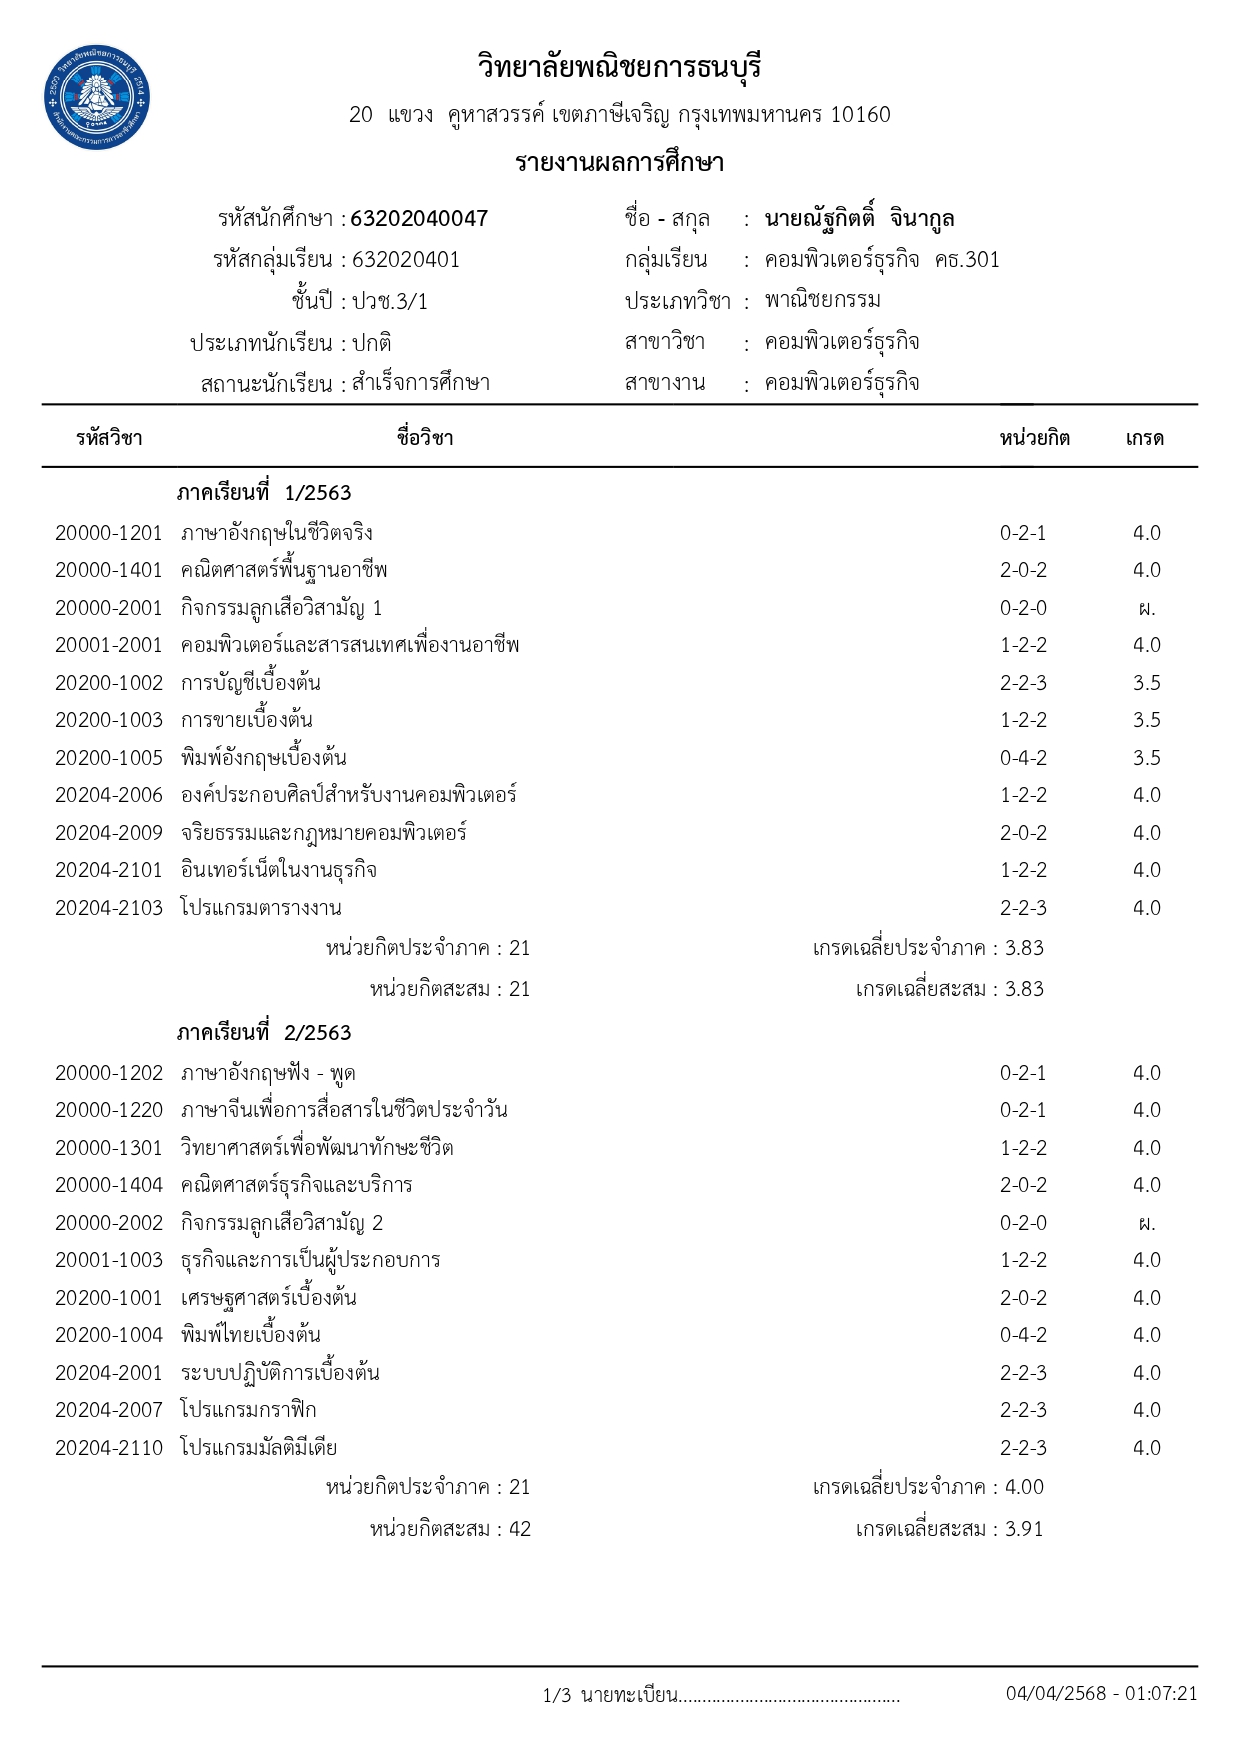 วิทยาลัยพณิชยการธนบุรี
20 แขวง คูหาสวรรค์ เขตภาษีเจริญ กรุงเทพมหานคร 10160
รายงานผลการศึกษา
รหัสนักศึกษา : 63202040047 ชื่อ - สกุล : นายณัฐกิตติ์ จินากูล
รหัสกลุ่มเรียน : 632020401 กลุ่มเรียน : คอมพิวเตอร์ธุรกิจ คธ.301
ชั้นปี : ปวช.3/1 ประเภทวิชา : พาณิชยกรรม
ประเภทนักเรียน : ปกติ สาขาวิชา : คอมพิวเตอร์ธุรกิจ
สถานะนักเรียน : สำเร็จการศึกษา สาขางาน : คอมพิวเตอร์ธุรกิจ
รหัสวิชา ชื่อวิชา หน่วยกิต เกรด
ภาคเรียนที่ 1/2563
20000-1201 ภาษาอังกฤษในชีวิตจริง 0-2-1 4.0
20000-1401 คณิตศาสตร์พื้นฐานอาชีพ 2-0-2 4.0
20000-2001 กิจกรรมลูกเสือวิสามัญ 1 0-2-0 ผ.
20001-2001 คอมพิวเตอร์และสารสนเทศเพื่องานอาชีพ 1-2-2 4.0
20200-1002 การบัญชีเบื้องต้น 2-2-3 3.5
20200-1003 การขายเบื้องต้น 1-2-2 3.5
20200-1005 พิมพ์อังกฤษเบื้องต้น 0-4-2 3.5
20204-2006 องค์ประกอบศิลป์สำหรับงานคอมพิวเตอร์ 1-2-2 4.0
20204-2009 จริยธรรมและกฎหมายคอมพิวเตอร์ 2-0-2 4.0
20204-2101 อินเทอร์เน็ตในงานธุรกิจ 1-2-2 4.0
20204-2103 โปรแกรมตารางงาน 2-2-3 4.0
หน่วยกิตประจำภาค : 21 เกรดเฉลี่ยประจำภาค : 3.83
หน่วยกิตสะสม : 21 เกรดเฉลี่ยสะสม : 3.83
ภาคเรียนที่ 2/2563
20000-1202 ภาษาอังกฤษฟัง - พูด 0-2-1 4.0
20000-1220 ภาษาจีนเพื่อการสื่อสารในชีวิตประจำวัน 0-2-1 4.0
20000-1301 วิทยาศาสตร์เพื่อพัฒนาทักษะชีวิต 1-2-2 4.0
20000-1404 คณิตศาสตร์ธุรกิจและบริการ 2-0-2 4.0
20000-2002 กิจกรรมลูกเสือวิสามัญ 2 0-2-0 ผ.
20001-1003 ธุรกิจและการเป็นผู้ประกอบการ 1-2-2 4.0
20200-1001 เศรษฐศาสตร์เบื้องต้น 2-0-2 4.0
20200-1004 พิมพ์ไทยเบื้องต้น 0-4-2 4.0
20204-2001 ระบบปฏิบัติการเบื้องต้น 2-2-3 4.0
20204-2007 โปรแกรมกราฟิก 2-2-3 4.0
20204-2110 โปรแกรมมัลติมีเดีย 2-2-3 4.0
หน่วยกิตประจำภาค : 21 เกรดเฉลี่ยประจำภาค : 4.00
หน่วยกิตสะสม : 42 เกรดเฉลี่ยสะสม : 3.91
1/3 นายทะเบียน............................................... 04/04/2568 - 01:07:21